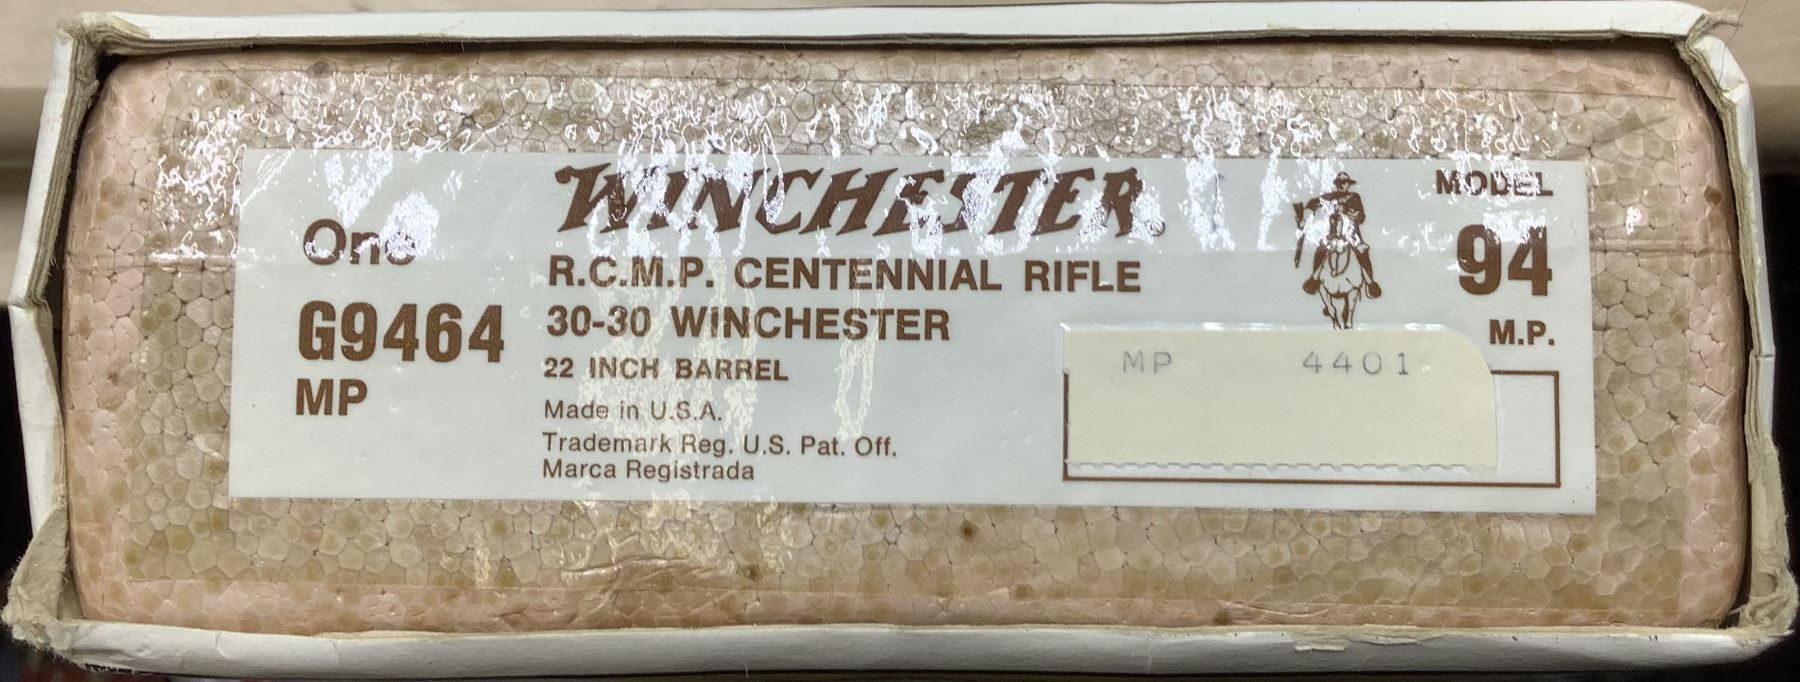 One
G9464
MP
WINCHESTER®
R.C.M.P. CENTENNIAL RIFLE
30-30 WINCHESTER
22 INCH BARREL
Made in U.S.A.
Trademark Reg. U.S. Pat. Off.
Marca Registrada
MODEL
94
M.P.
MP 4401